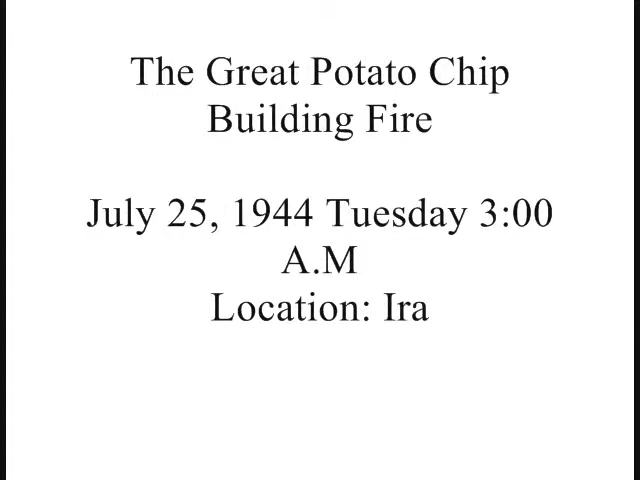 The Great Potato Chip
Building Fire
July 25, 1944 Tuesday 3:00
A.M
Location: Ira